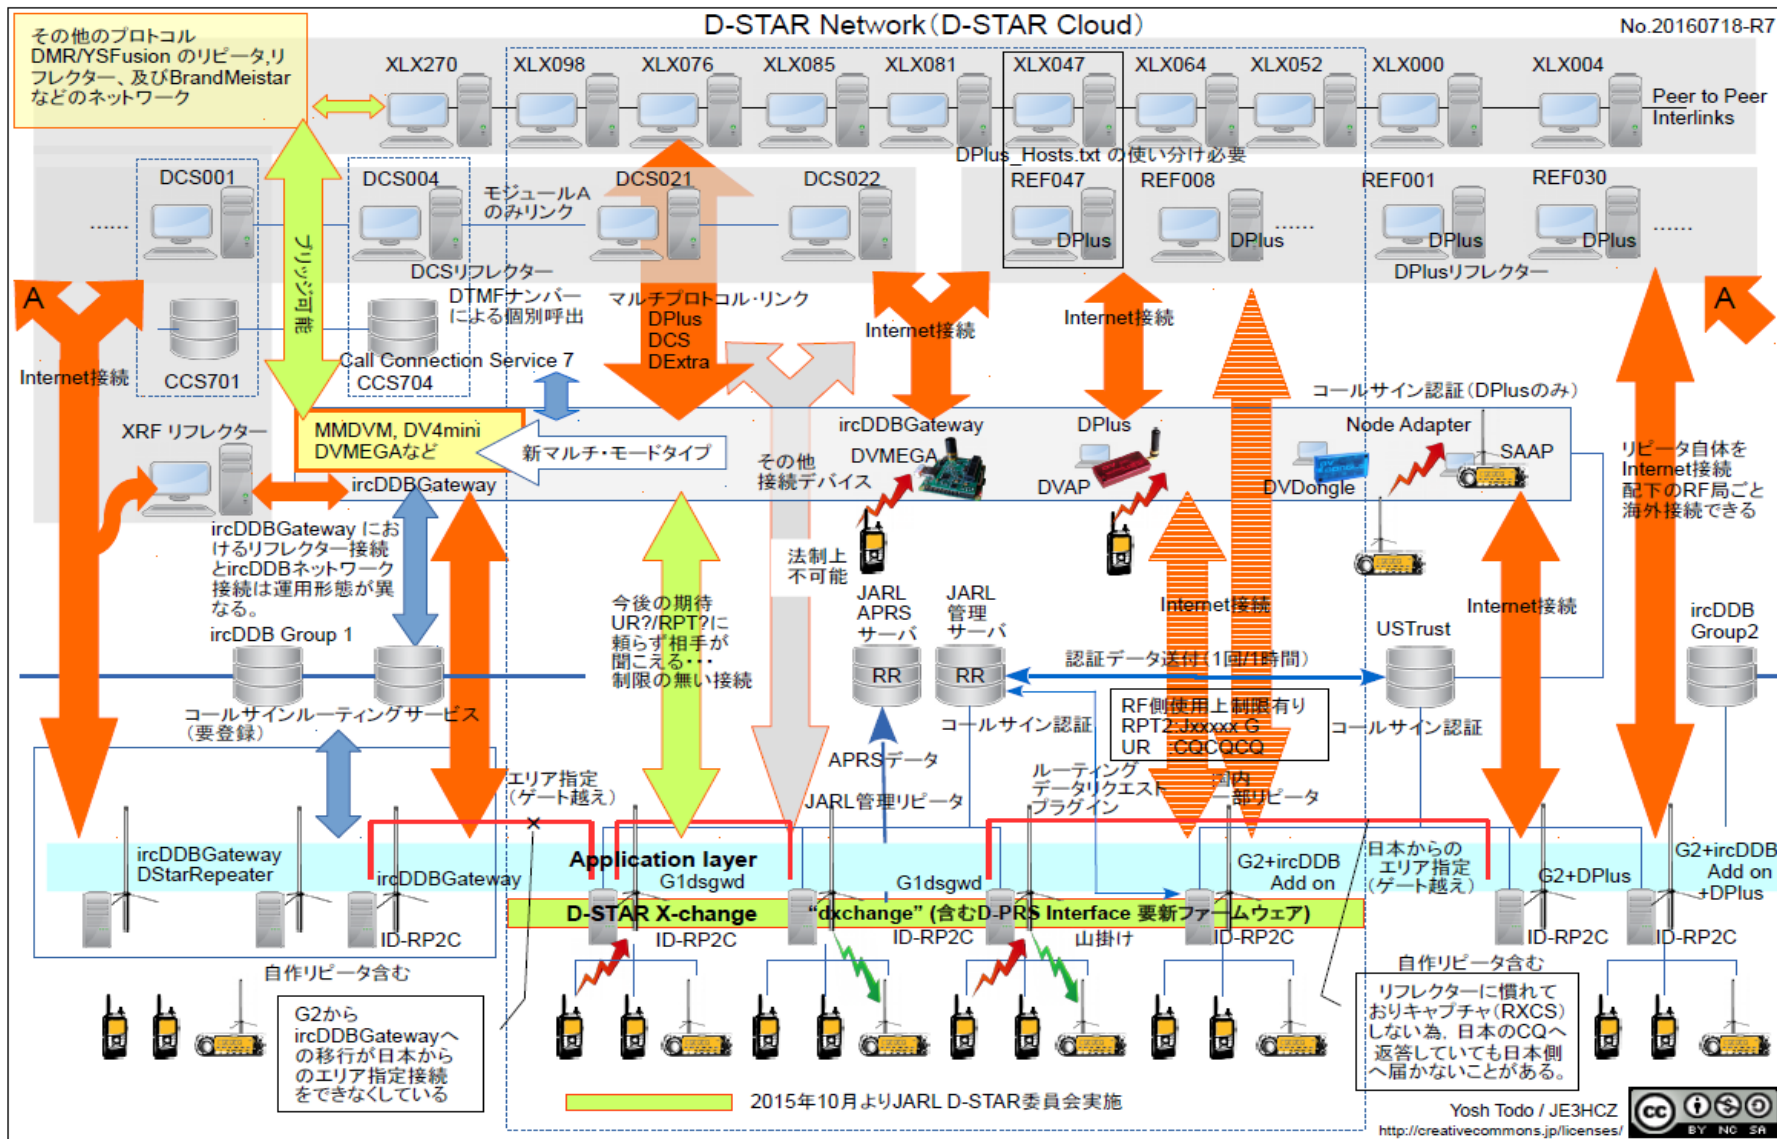 D-STAR Network(D-STAR Cloud)
No.20160718-R7
その他のプロトコル
DMR/YSFusion のリピータ,リ
フレクター、及びBrandMeistar
などのネットワーク
XLX270
XLX098
XLX076
XLX085
XLX081
XLX047
XLX064
XLX052
XLX000
XLX004
Peer to Peer
Interlinks
DPlus_Hosts.txt の使い分け必要
DCS001
DCS004
モジュールA
のみリンク
DCS021
DCS022
REF047
REF008
REF001
REF030
......
DPlus
DPlus
......
DPlus
DPlus
......
DCSリフレクター
DPlusリフレクター
ブリッジ可能
A
DTMFナンバー
による個別呼出
マルチプロトコル・リンク
DPlus
DCS
DExtra
Internet接続
Internet接続
A
Internet接続
Call Connection Service 7
CCS701
CCS704
コールサイン認証(DPlusのみ)
XRF リフレクター
MMDVM, DV4mini
DVMEGAなど
新マルチ・モードタイプ
その他
接続デバイス
ircDDBGateway
DVMEGA
DPlus
DVAP
DVDongle
Node Adapter
SAAP
リピータ自体を
Internet接続
配下のRF局ごと
海外接続できる
ircDDBGateway
ircDDBGateway にお
けるリフレクター接続
とircDDBネットワーク
接続は運用形態が異
なる。
法制上
不可能
今後の期待
UR?/RPT?に
頼らず相手が
聞こえる・・・
制限の無い接続
JARL
APRS
サーバ
JARL
管理
サーバ
Internet接続
Internet接続
ircDDB Group 1
USTrust
ircDDB
Group2
RR
RR
認証データ送付(1回/1時間)
コールサインルーティングサービス
(要登録)
コールサイン認証
RF側使用上制限有り
RPT2:Jxxxxx G
UR :CQCQCQ
コールサイン認証
エリア指定
(ゲート越え)
APRSデータ
JARL管理リピータ
ルーティング
データリクエスト
プラグイン
国内
一部リピータ
×
日本からの
エリア指定
(ゲート越え)
ircDDBGateway
DStarRepeater
ircDDBGateway
Application layer
G1dsgwd
G1dsgwd
G2+ircDDB
Add on
G2+DPlus
G2+ircDDB
Add on
+DPlus
D-STAR X-change
“dxchange” (含むD-PRS Interface 要新ファームウェア)
ID-RP2C
ID-RP2C
ID-RP2C
山掛け
ID-RP2C
ID-RP2C
ID-RP2C
自作リピータ含む
自作リピータ含む
G2から
ircDDBGatewayへ
の移行が日本から
のエリア指定接続
をできなくしている
リフレクターに慣れて
おりキャプチャ(RXCS)
しない為、日本のCQへ
返答していても日本側
へ届かないことがある。
2015年10月よりJARL D-STAR委員会実施
Yosh Todo / JE3HCZ
http://creativecommons.jp/licenses/
cc
BY NC SA